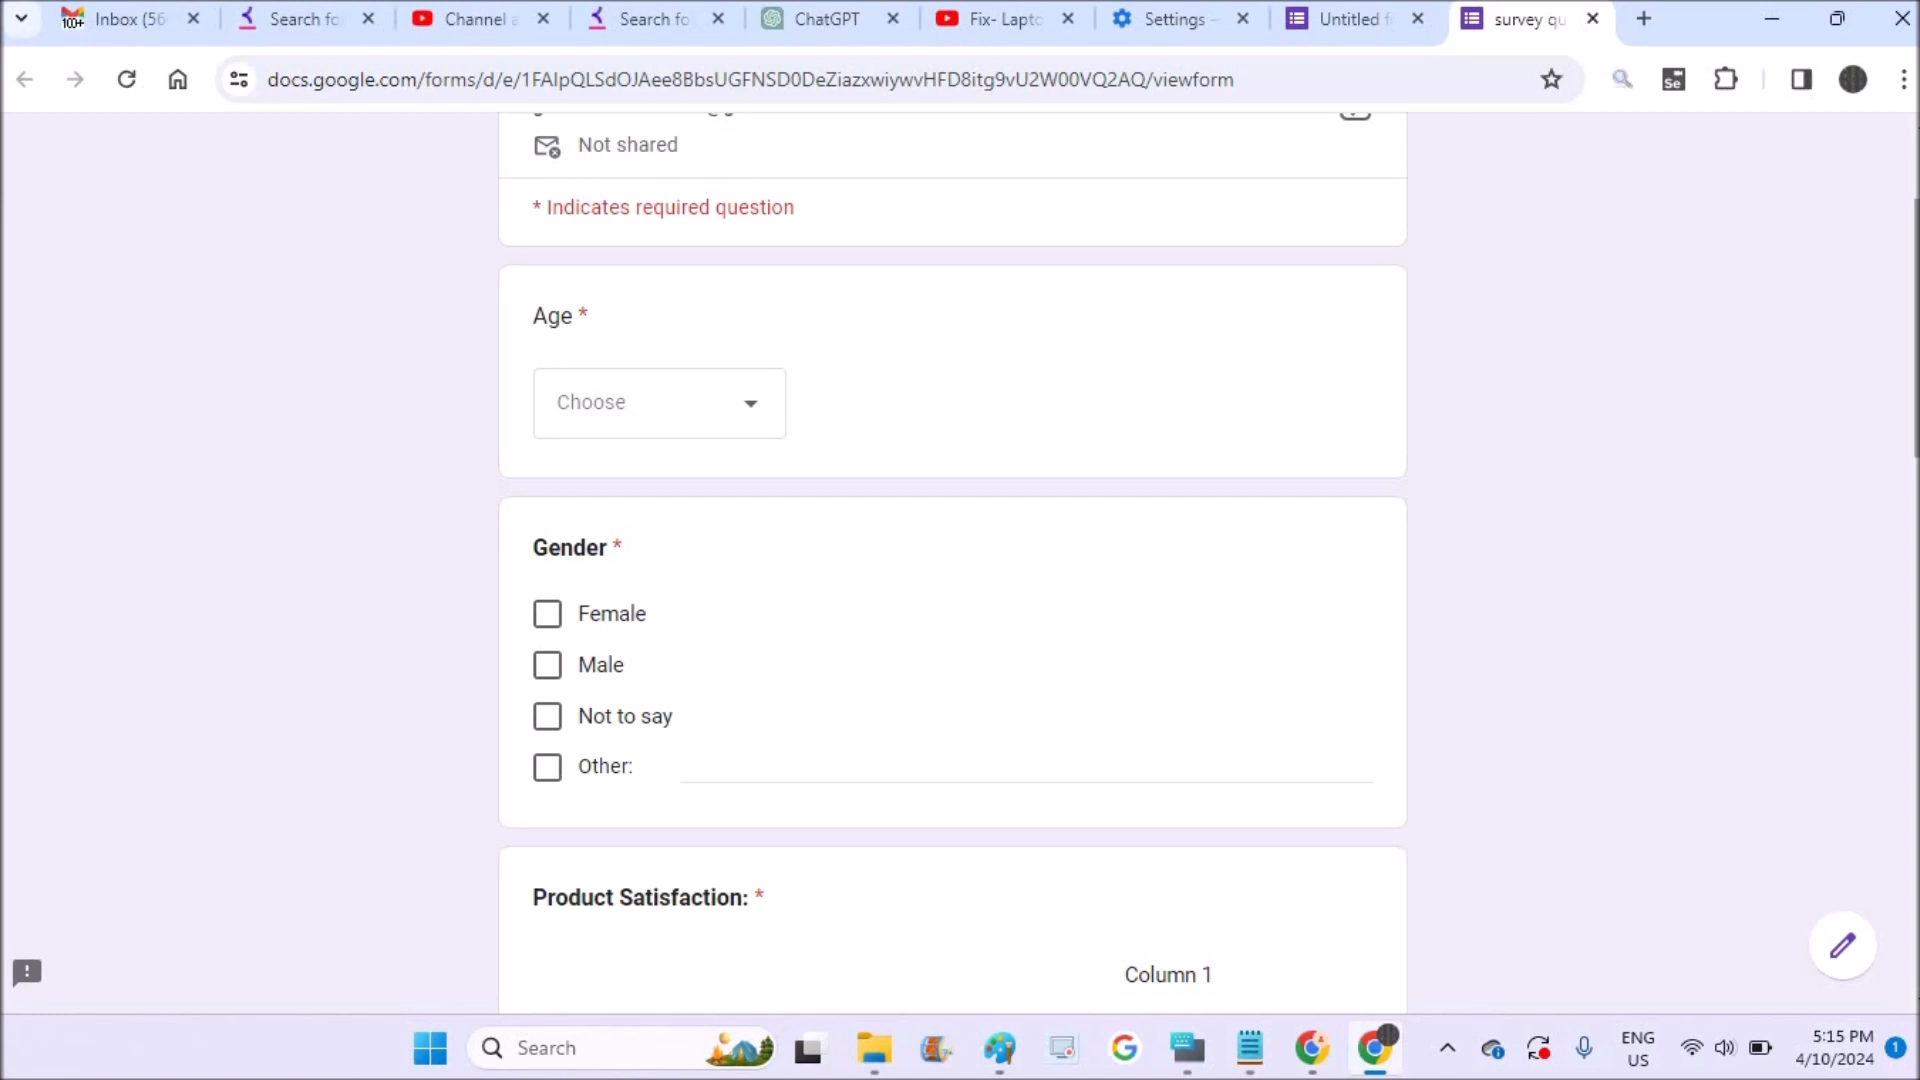 Inbox (56
Search fo
Channel a
Search fo
ChatGPT
Fix- Lapto
Settings –
Untitled f
survey qu
docs.google.com/forms/d/e/1FAIpQLSdOJAee8BbsUGFNSD0DeZiazxwiywvHFD8itg9vU2W00VQ2AQ/viewform
Not shared
* Indicates required question
Age *
Choose
Gender *
Female
Male
Not to say
Other:
Product Satisfaction: *
Column 1
Search
ENG
US
5:15 PM
4/10/2024
1